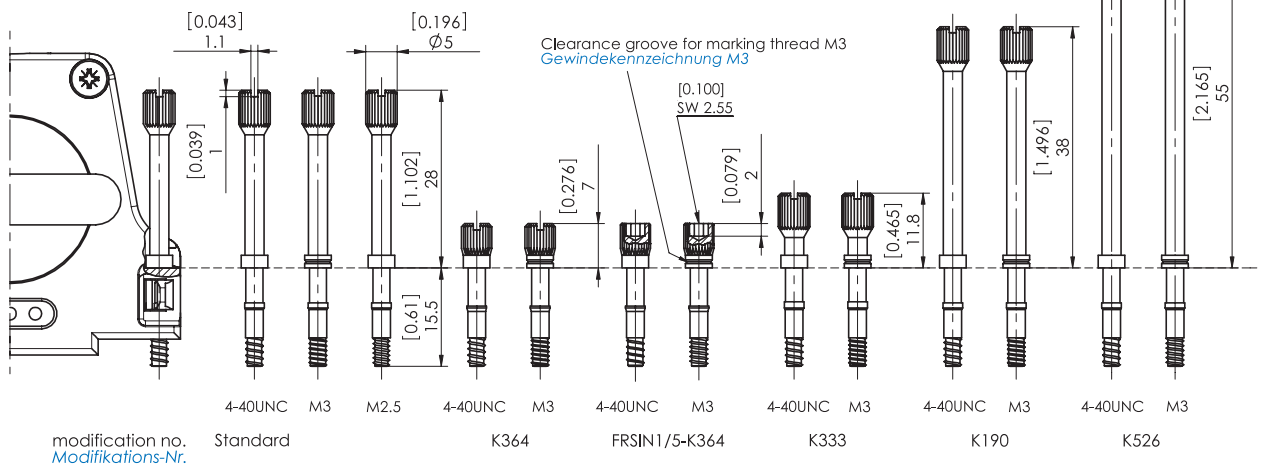 [0.043]
1.1
[0.196]
Ø5
[0.039]
1
[1.102]
28
[0.61]
15.5
[0.276]
7
Clearance groove for marking thread M3
Gewindekennzeichnung M3
[0.100]
SW 2.55
[0.079]
2
[0.465]
11.8
[1.496]
38
[2.165]
55
4-40UNC M3 M2.5 4-40UNC M3 4-40UNC M3 4-40UNC M3 4-40UNC M3 4-40UNC M3
modification no. Standard K364 FRSIN1/5-K364 K333 K190 K526
Modifikations-Nr.